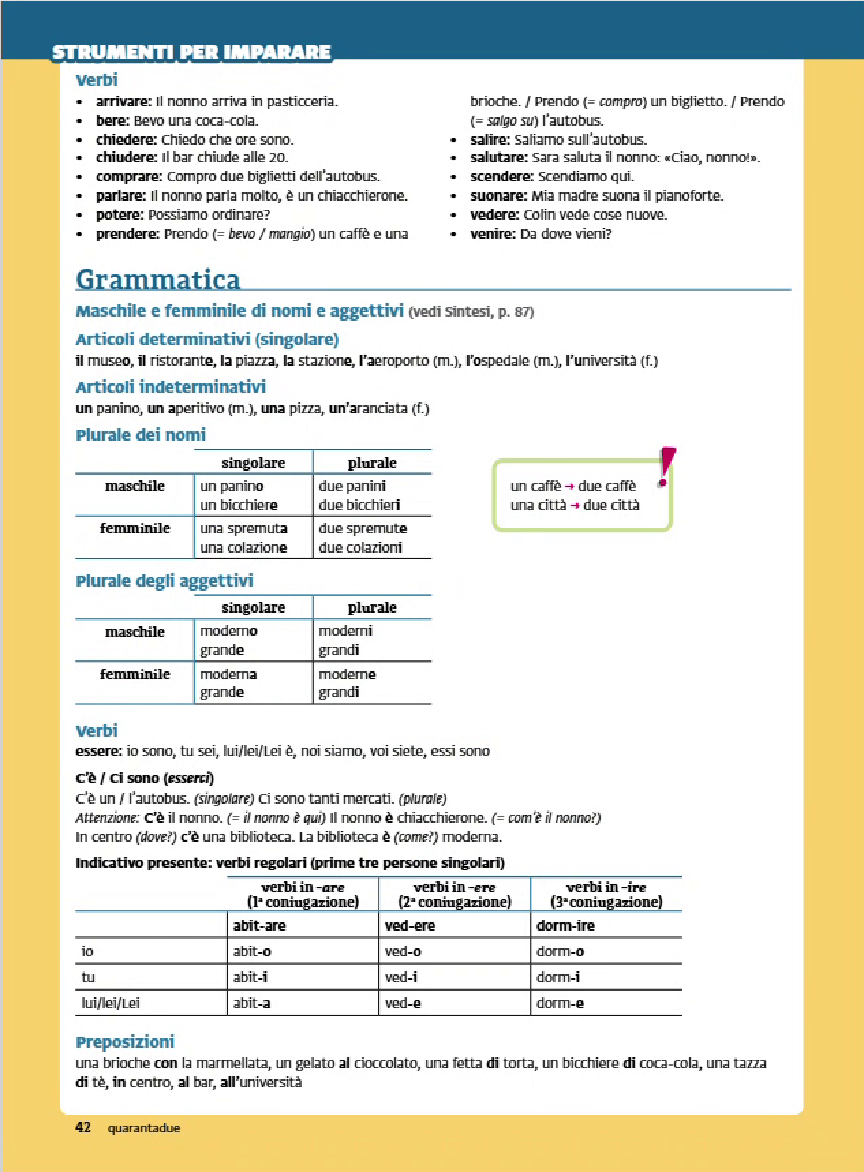 STRUMENTI PER IMPARARE
Verbi
• arrivare: Il nonno arriva in pasticceria.
• bere: Bevo una coca-cola.
• chiedere: Chiedo che ore sono.
• chiudere: Il bar chiude alle 20.
• comprare: Compro due biglietti dell'autobus.
• parlare: Il nonno parla molto, è un chiacchierone.
• potere: Possiamo ordinare?
• prendere: Prendo (= bevo / mangio) un caffè e una
brioche. / Prendo (= compro) un biglietto. / Prendo
(= salgo su) l'autobus.
• salire: Saliamo sull'autobus.
• salutare: Sara saluta il nonno: «Ciao, nonno!».
• scendere: Scendiamo qui.
• suonare: Mia madre suona il pianoforte.
• vedere: Colin vede cose nuove.
• venire: Da dove vieni?
Grammatica
Maschile e femminile di nomi e aggettivi (vedi Sintesi, p. 87)
Articoli determinativi (singolare)
il museo, il ristorante, la piazza, la stazione, l'aeroporto (m.), l'ospedale (m.), l'università (f.)
Articoli indeterminativi
un panino, un aperitivo (m.), una pizza, un'aranciata (f.)
Plurale dei nomi
singolare plurale
maschile un panino due panini
un bicchiere due bicchieri
femminile una spremuta due spremute
una colazione due colazioni
!
un caffè → due caffè
una città → due città
Plurale degli aggettivi
singolare plurale
maschile moderno moderni
grande grandi
femminile moderna moderne
grande grandi
Verbi
essere: io sono, tu sei, lui/lei/Lei è, noi siamo, voi siete, essi sono
C'è / Ci sono (esserci)
C'è un / l'autobus. (singolare) Ci sono tanti mercati. (plurale)
Attenzione: C'è il nonno. (= il nonno è qui) Il nonno è chiacchierone. (= com'è il nonno?)
In centro (dove?) c'è una biblioteca. La biblioteca è (come?) moderna.
Indicativo presente: verbi regolari (prime tre persone singolari)
verbi in -are verbi in -ere verbi in -ire
(1ª coniugazione) (2ª coniugazione) (3ª coniugazione)
abit-are ved-ere dorm-ire
io abit-o ved-o dorm-o
tu abit-i ved-i dorm-i
lui/lei/Lei abit-a ved-e dorm-e
Preposizioni
una brioche con la marmellata, un gelato al cioccolato, una fetta di torta, un bicchiere di coca-cola, una tazza
di tè, in centro, al bar, all'università
42 quarantadue